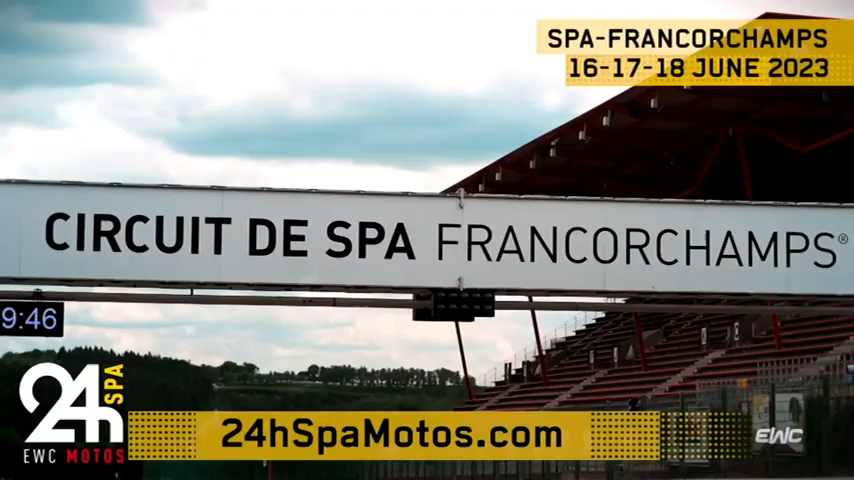 SPA-FRANCORCHAMPS
16-17-18 JUNE 2023
CIRCUIT DE SPA FRANCORCHAMPS®
9:46
24h SPA
EWC MOTOS
24hSpaMotos.com
EWC